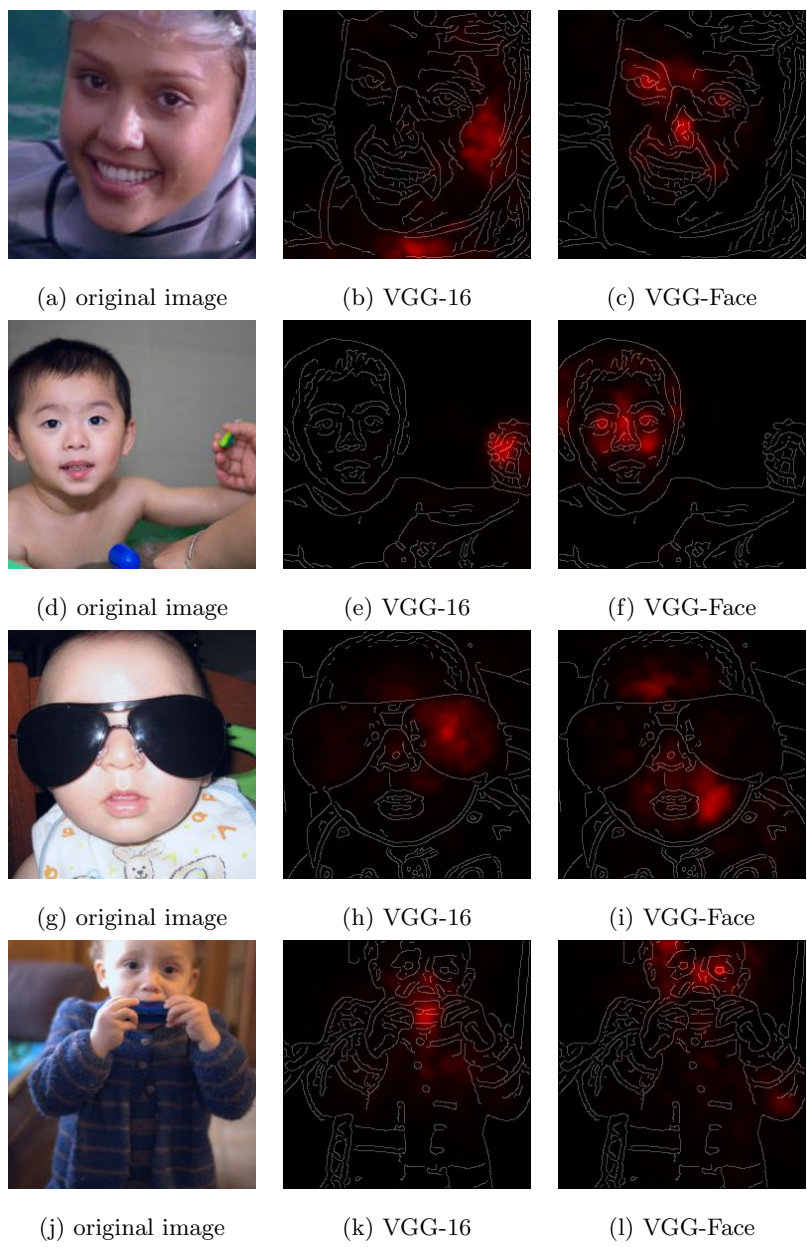 (a) original image (b) VGG-16 (c) VGG-Face
(d) original image (e) VGG-16 (f) VGG-Face
(g) original image (h) VGG-16 (i) VGG-Face
(j) original image (k) VGG-16 (l) VGG-Face